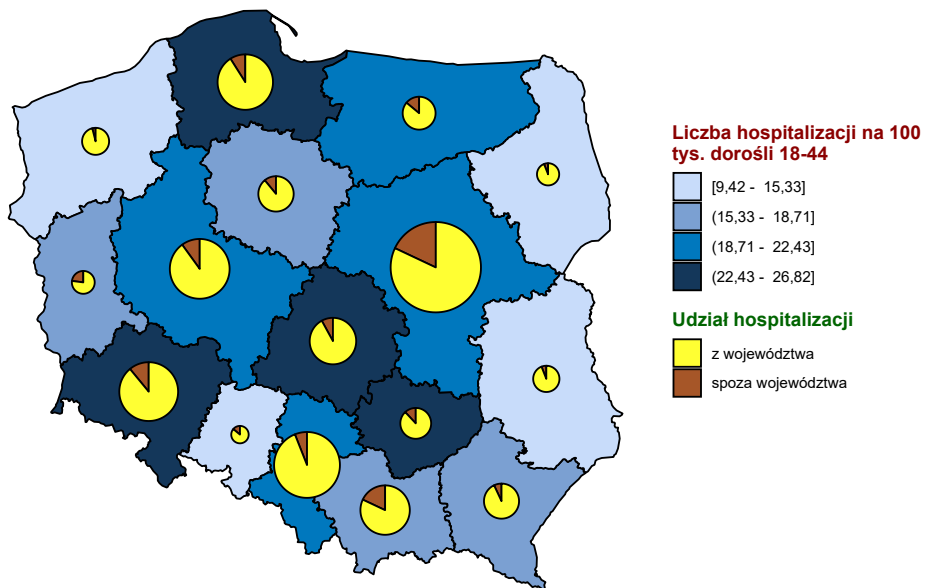 Liczba hospitalizacji na 100
tys. dorośli 18-44
[9,42 - 15,33]
(15,33 - 18,71]
(18,71 - 22,43]
(22,43 - 26,82]
Udział hospitalizacji
z województwa
spoza województwa